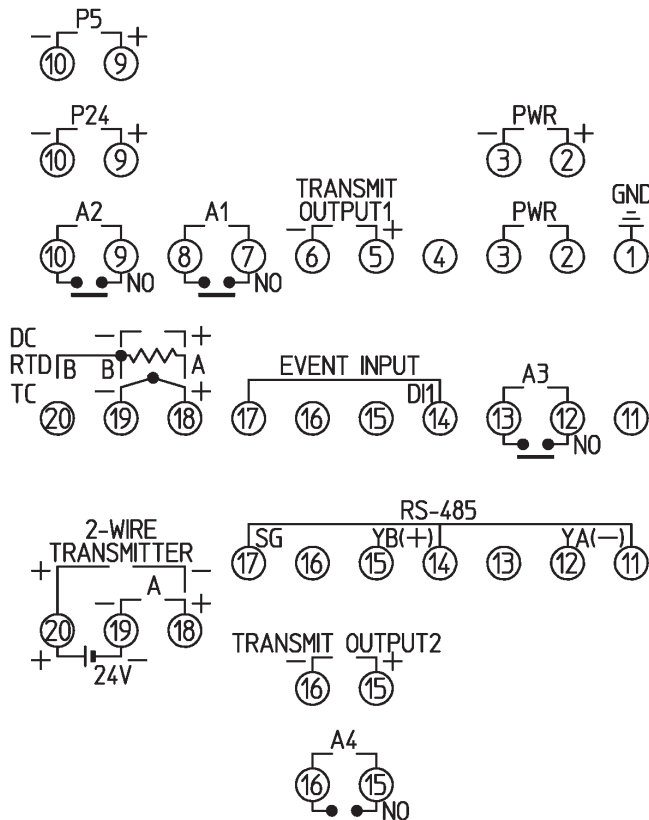 P5
− +
10 9
P24 PWR
− + − +
10 9 3 2
TRANSMIT
OUTPUT1 GND
A2 A1 − + PWR
10 9 8 7 6 5 4 3 2 1
NO NO
DC − +
RTD B B A EVENT INPUT A3
TC − + DI1
20 19 18 17 16 15 14 13 12 11
NO
RS-485
2-WIRE
TRANSMITTER SG YB(+) YA(−)
17 16 15 14 13 12 11
+ −
A
− +
20 19 18
+ 24V −
TRANSMIT OUTPUT2
− +
16 15
A4
16 15
NO